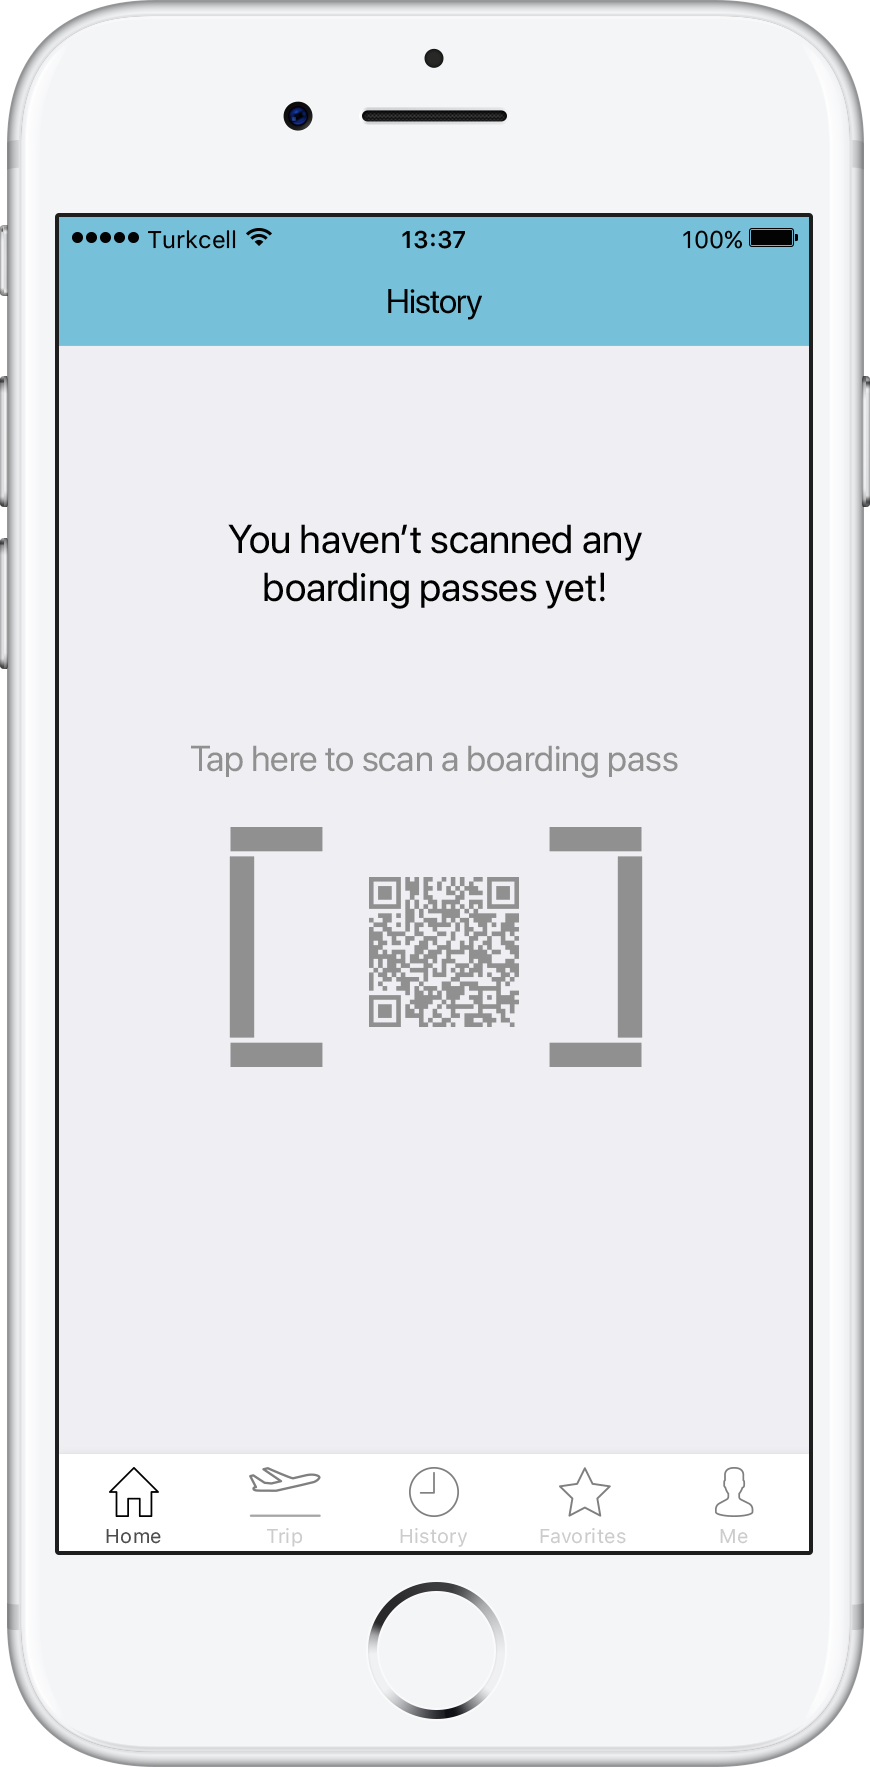 Turkcell 13:37 100%
History
You haven’t scanned any
boarding passes yet!
Tap here to scan a boarding pass
Home Trip History Favorites Me